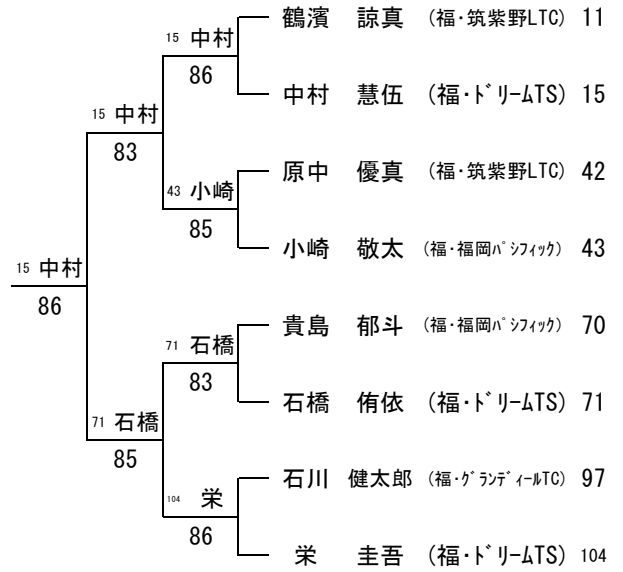 鶴濱 諒真 (福・筑紫野LTC) 11
15 中村
86
中村 慧伍 (福・ドリームTS) 15
15 中村
83
原中 優真 (福・筑紫野LTC) 42
43 小崎
85
小崎 敬太 (福・福岡パシフィック) 43
15 中村
86
貴島 郁斗 (福・福岡パシフィック) 70
71 石橋
83
石橋 侑依 (福・ドリームTS) 71
71 石橋
85
石川 健太郎 (福・グランディールTC) 97
104 栄
86
栄 圭吾 (福・ドリームTS) 104